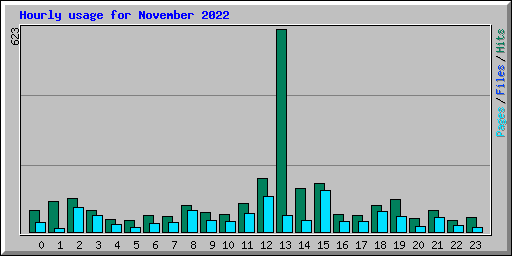 Hourly usage for November 2022
623
Pages/Files/Hits
0 1 2 3 4 5 6 7 8 9 10 11 12 13 14 15 16 17 18 19 20 21 22 23